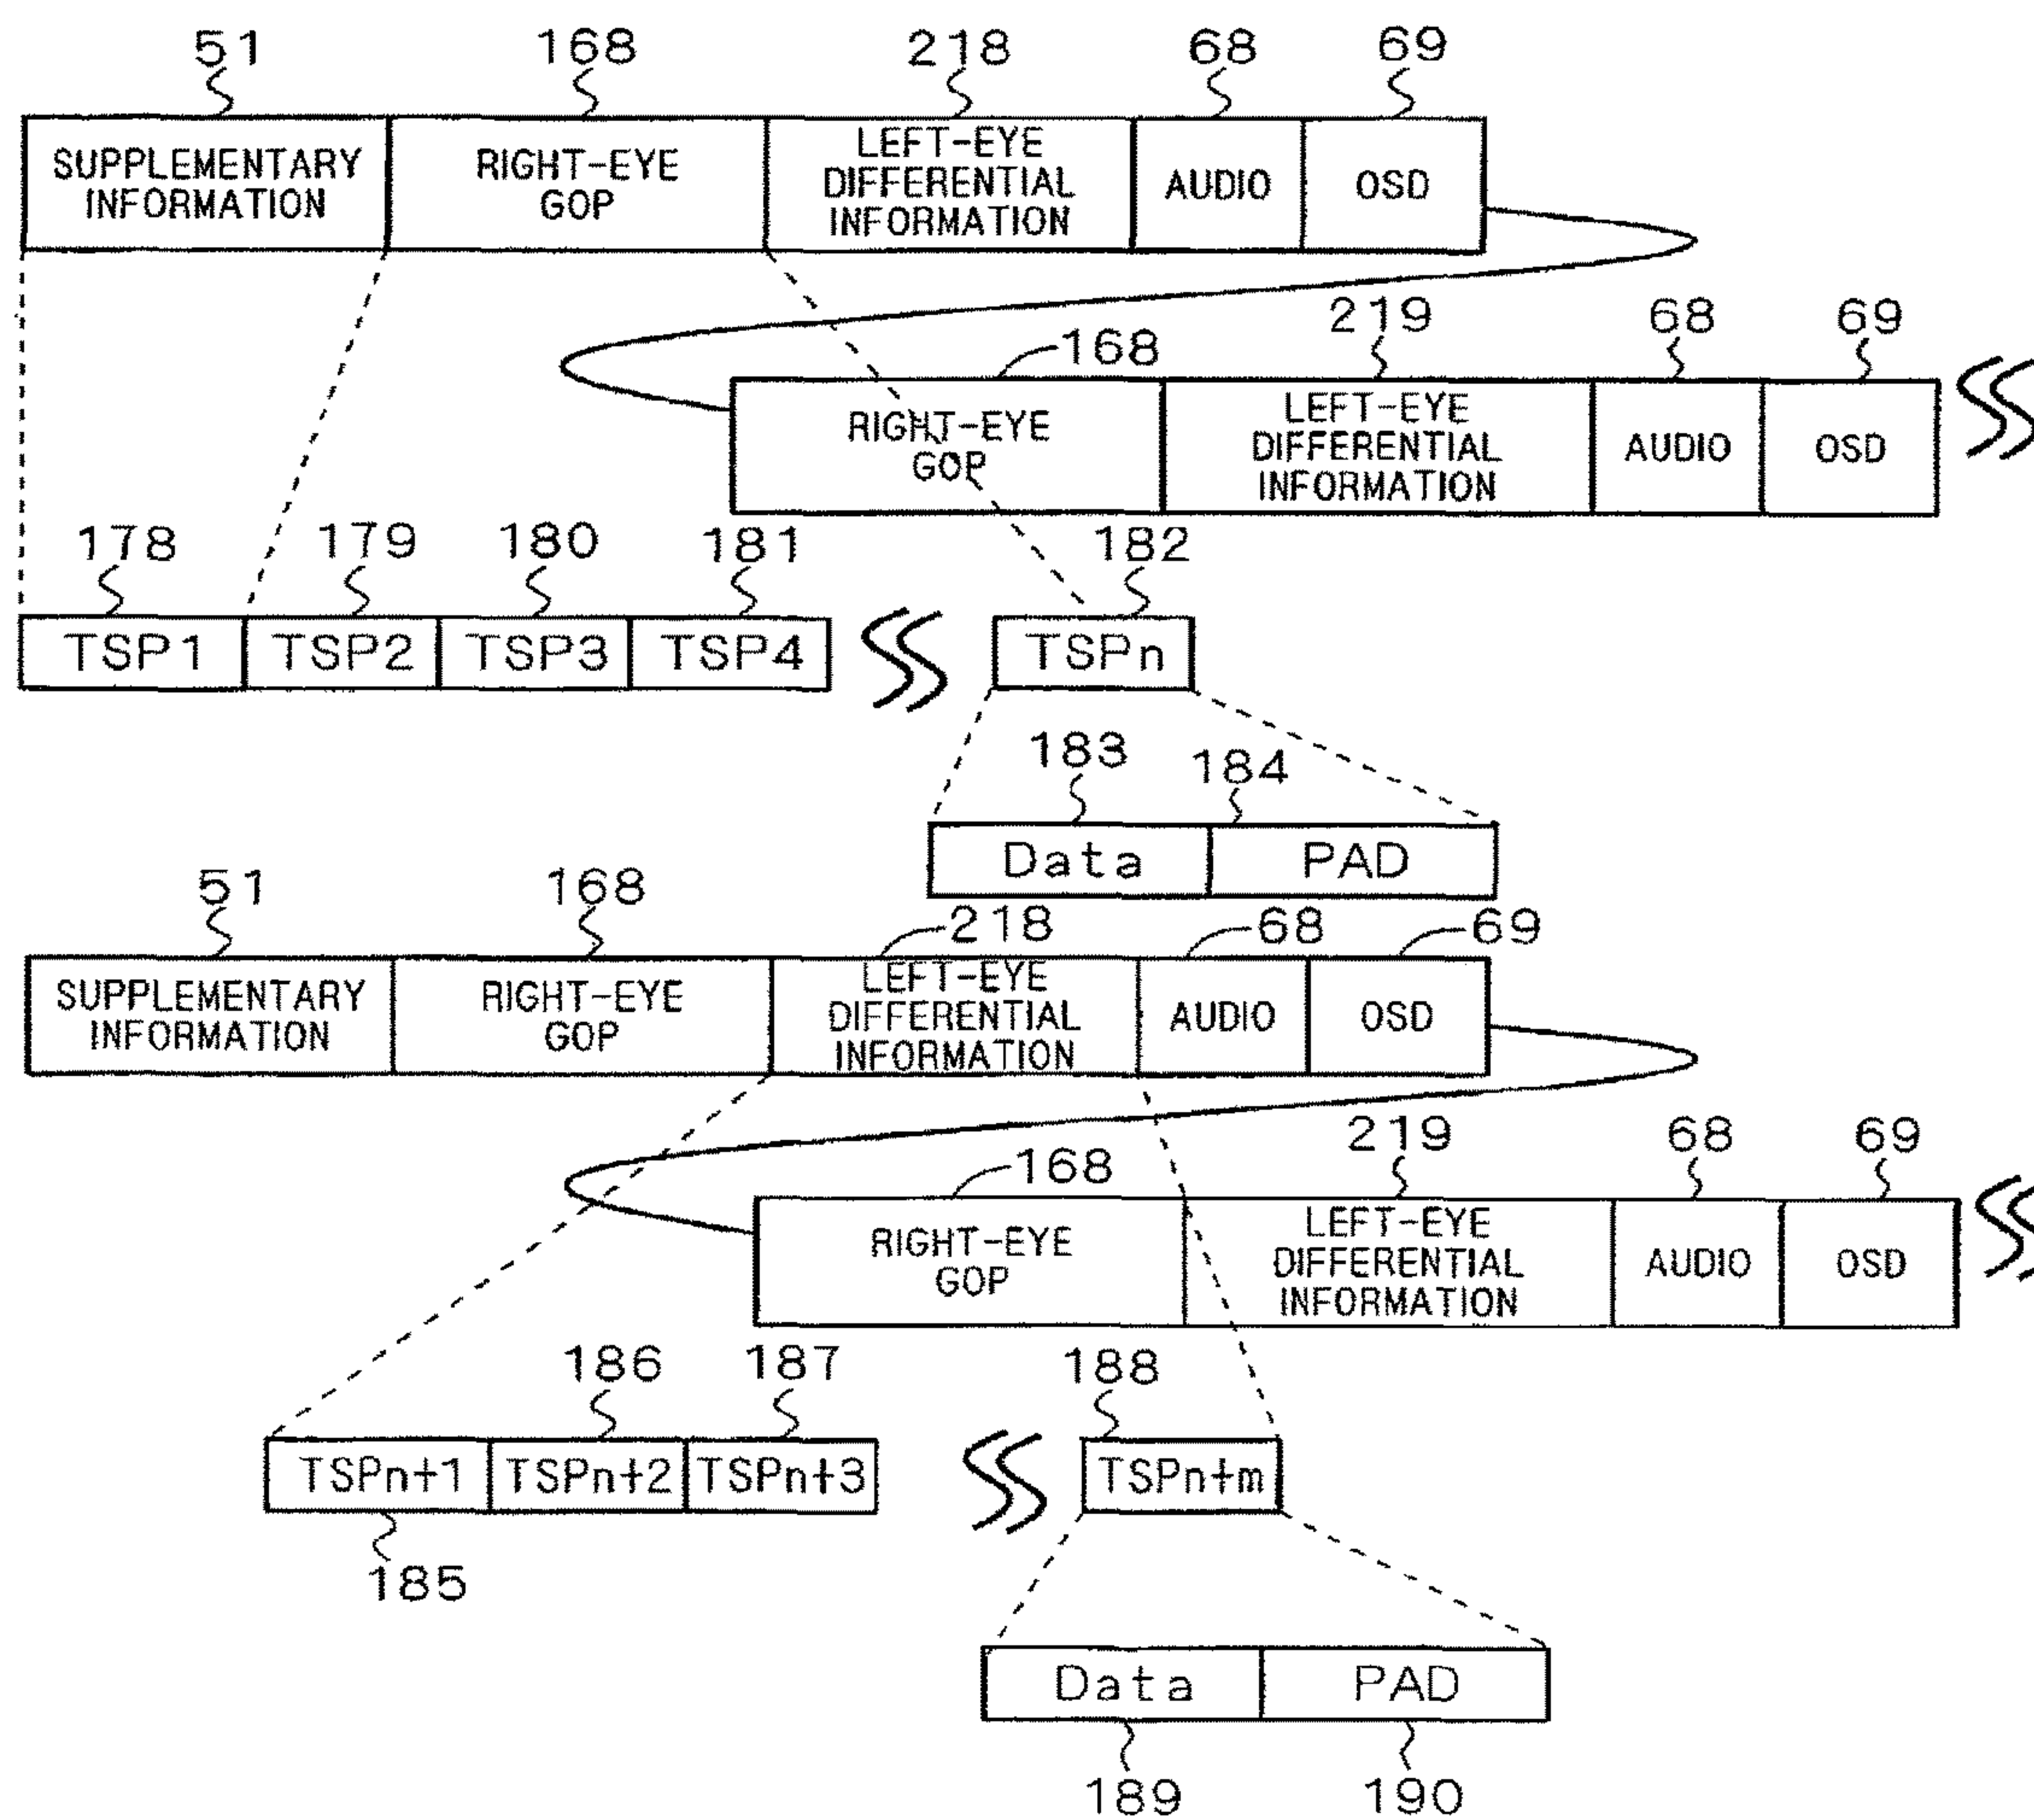 51 168 218 68 69
SUPPLEMENTARY
INFORMATION
RIGHT-EYE
GOP
LEFT-EYE
DIFFERENTIAL
INFORMATION
AUDIO
OSD
168 219 68 69
RIGHT-EYE
GOP
LEFT-EYE
DIFFERENTIAL
INFORMATION
AUDIO
OSD
178 179 180 181 182
TSP1 TSP2 TSP3 TSP4 TSPn
183 184
Data PAD
51 168 218 68 69
SUPPLEMENTARY
INFORMATION
RIGHT-EYE
GOP
LEFT-EYE
DIFFERENTIAL
INFORMATION
AUDIO
OSD
168 219 68 69
RIGHT-EYE
GOP
LEFT-EYE
DIFFERENTIAL
INFORMATION
AUDIO
OSD
186 187 188
TSPn+1 TSPn+2 TSPn+3 TSPn+m
185
Data PAD
189 190